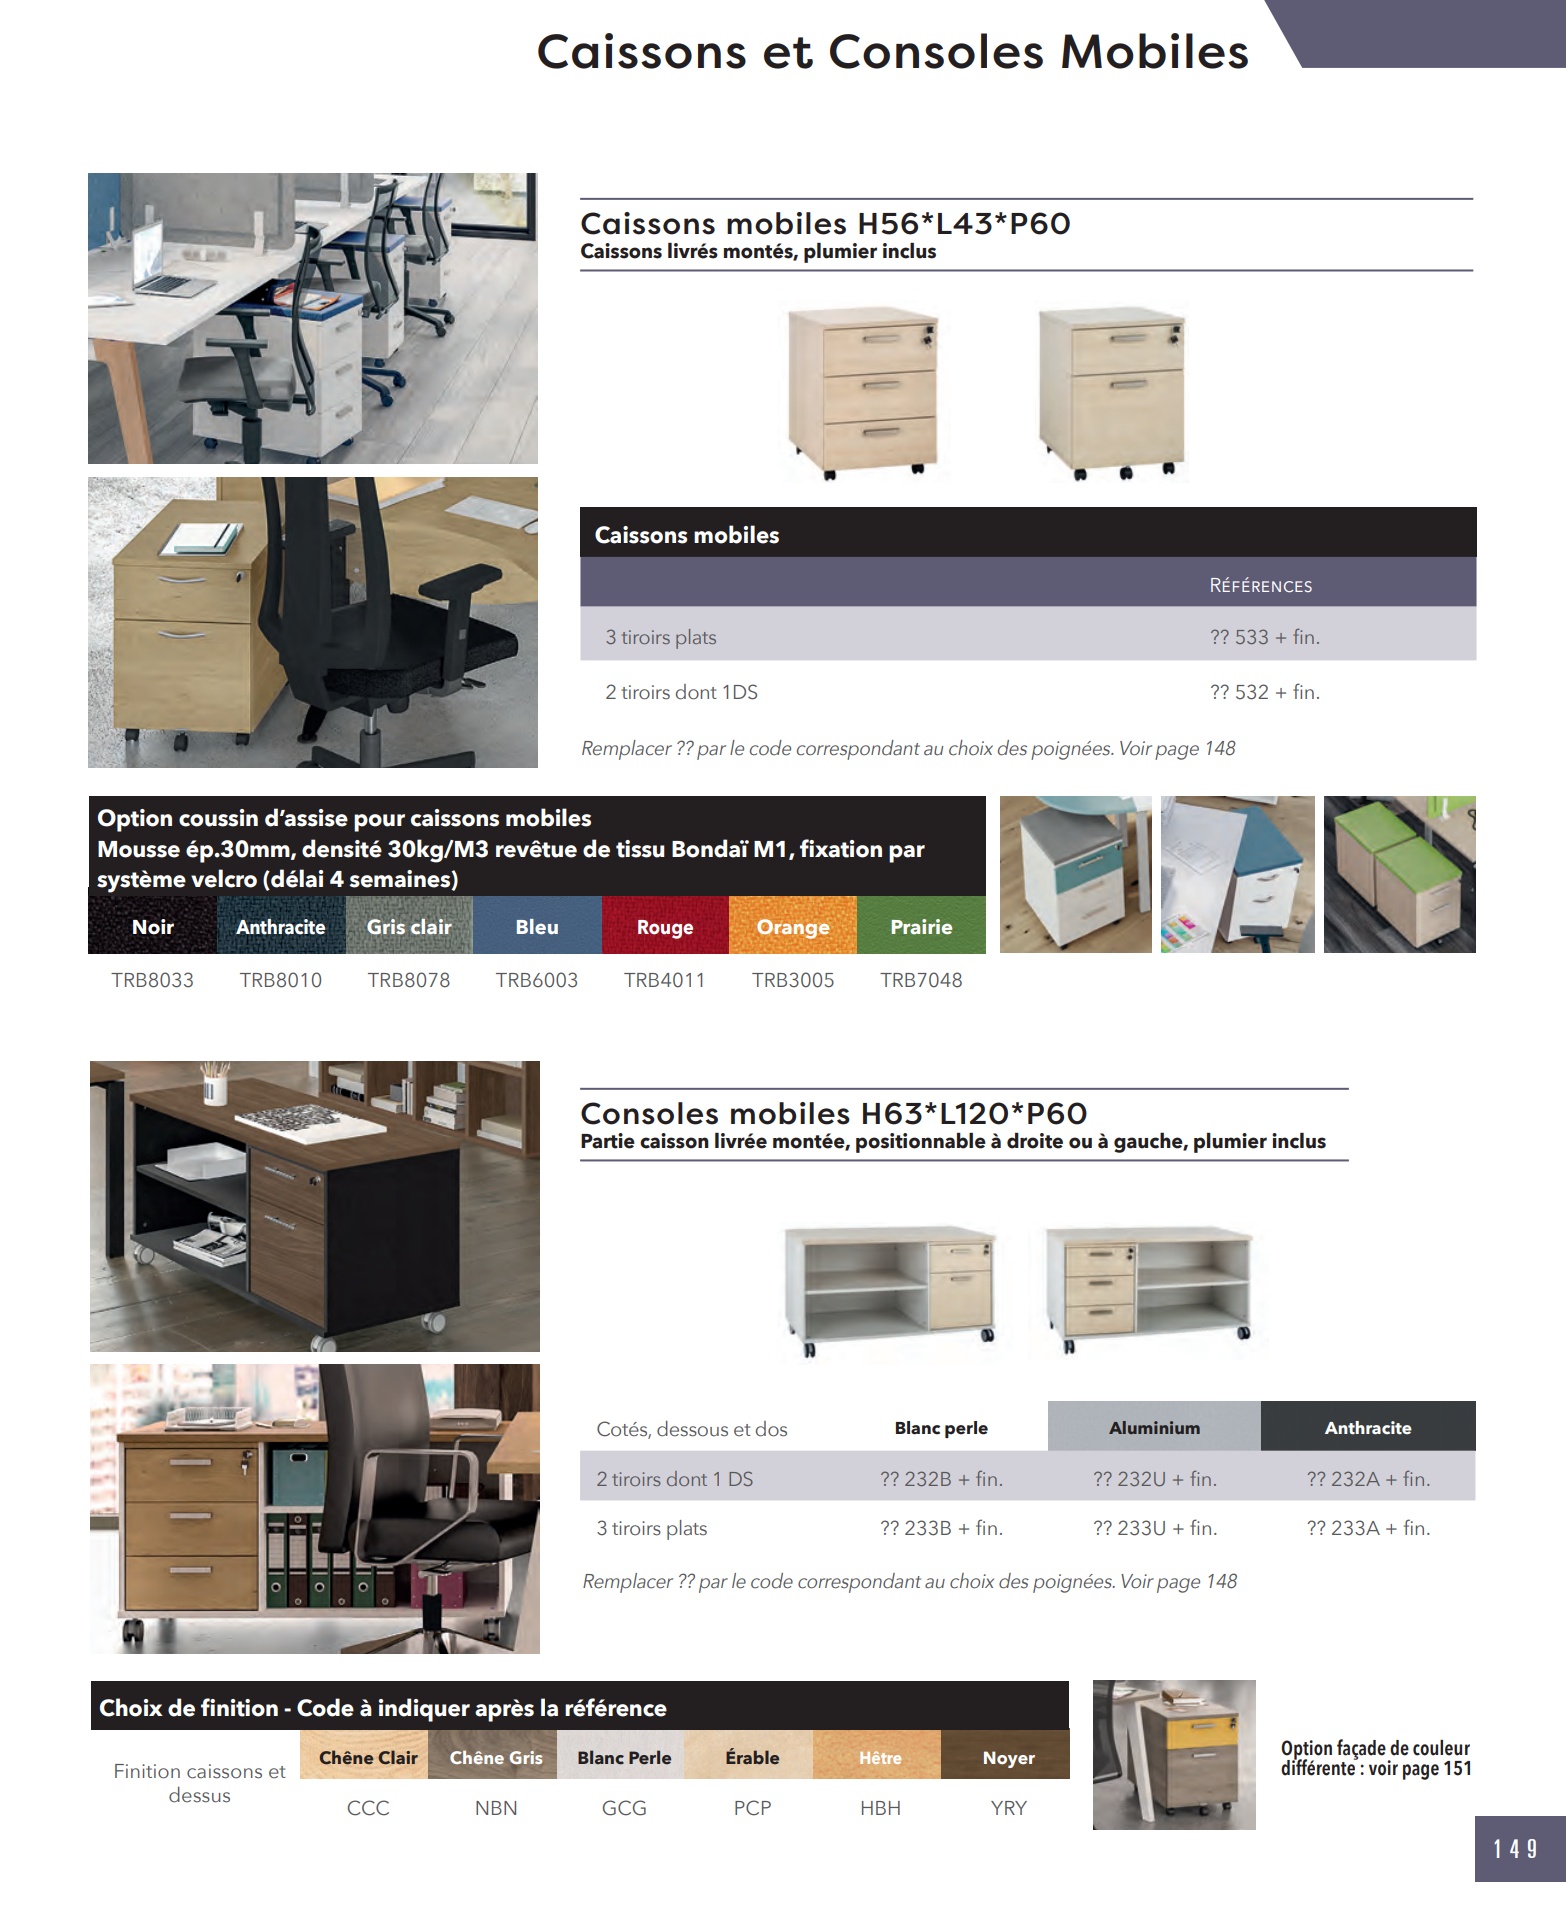 Caissons et Consoles Mobiles
Caissons mobiles H56*L43*P60
Caissons livrés montés, plumier inclus
Caissons mobiles
RÉFÉRENCES
3 tiroirs plats ?? 533 + fin.
2 tiroirs dont 1DS ?? 532 + fin.
Remplacer ?? par le code correspondant au choix des poignées. Voir page 148
Option coussin d’assise pour caissons mobiles
Mousse ép.30mm, densité 30kg/M3 revêtue de tissu Bondaï M1, fixation par
système velcro (délai 4 semaines)
Noir Anthracite Gris clair Bleu Rouge Orange Prairie
TRB8033 TRB8010 TRB8078 TRB6003 TRB4011 TRB3005 TRB7048
Consoles mobiles H63*L120*P60
Partie caisson livrée montée, positionnable à droite ou à gauche, plumier inclus
Cotés, dessous et dos Blanc perle Aluminium Anthracite
2 tiroirs dont 1 DS ?? 232B + fin. ?? 232U + fin. ?? 232A + fin.
3 tiroirs plats ?? 233B + fin. ?? 233U + fin. ?? 233A + fin.
Remplacer ?? par le code correspondant au choix des poignées. Voir page 148
Choix de finition - Code à indiquer après la référence
Chêne Clair Chêne Gris Blanc Perle Érable Hêtre Noyer
Finition caissons et
dessus
CCC NBN GCG PCP HBH YRY
Option façade de couleur
différente : voir page 151
149